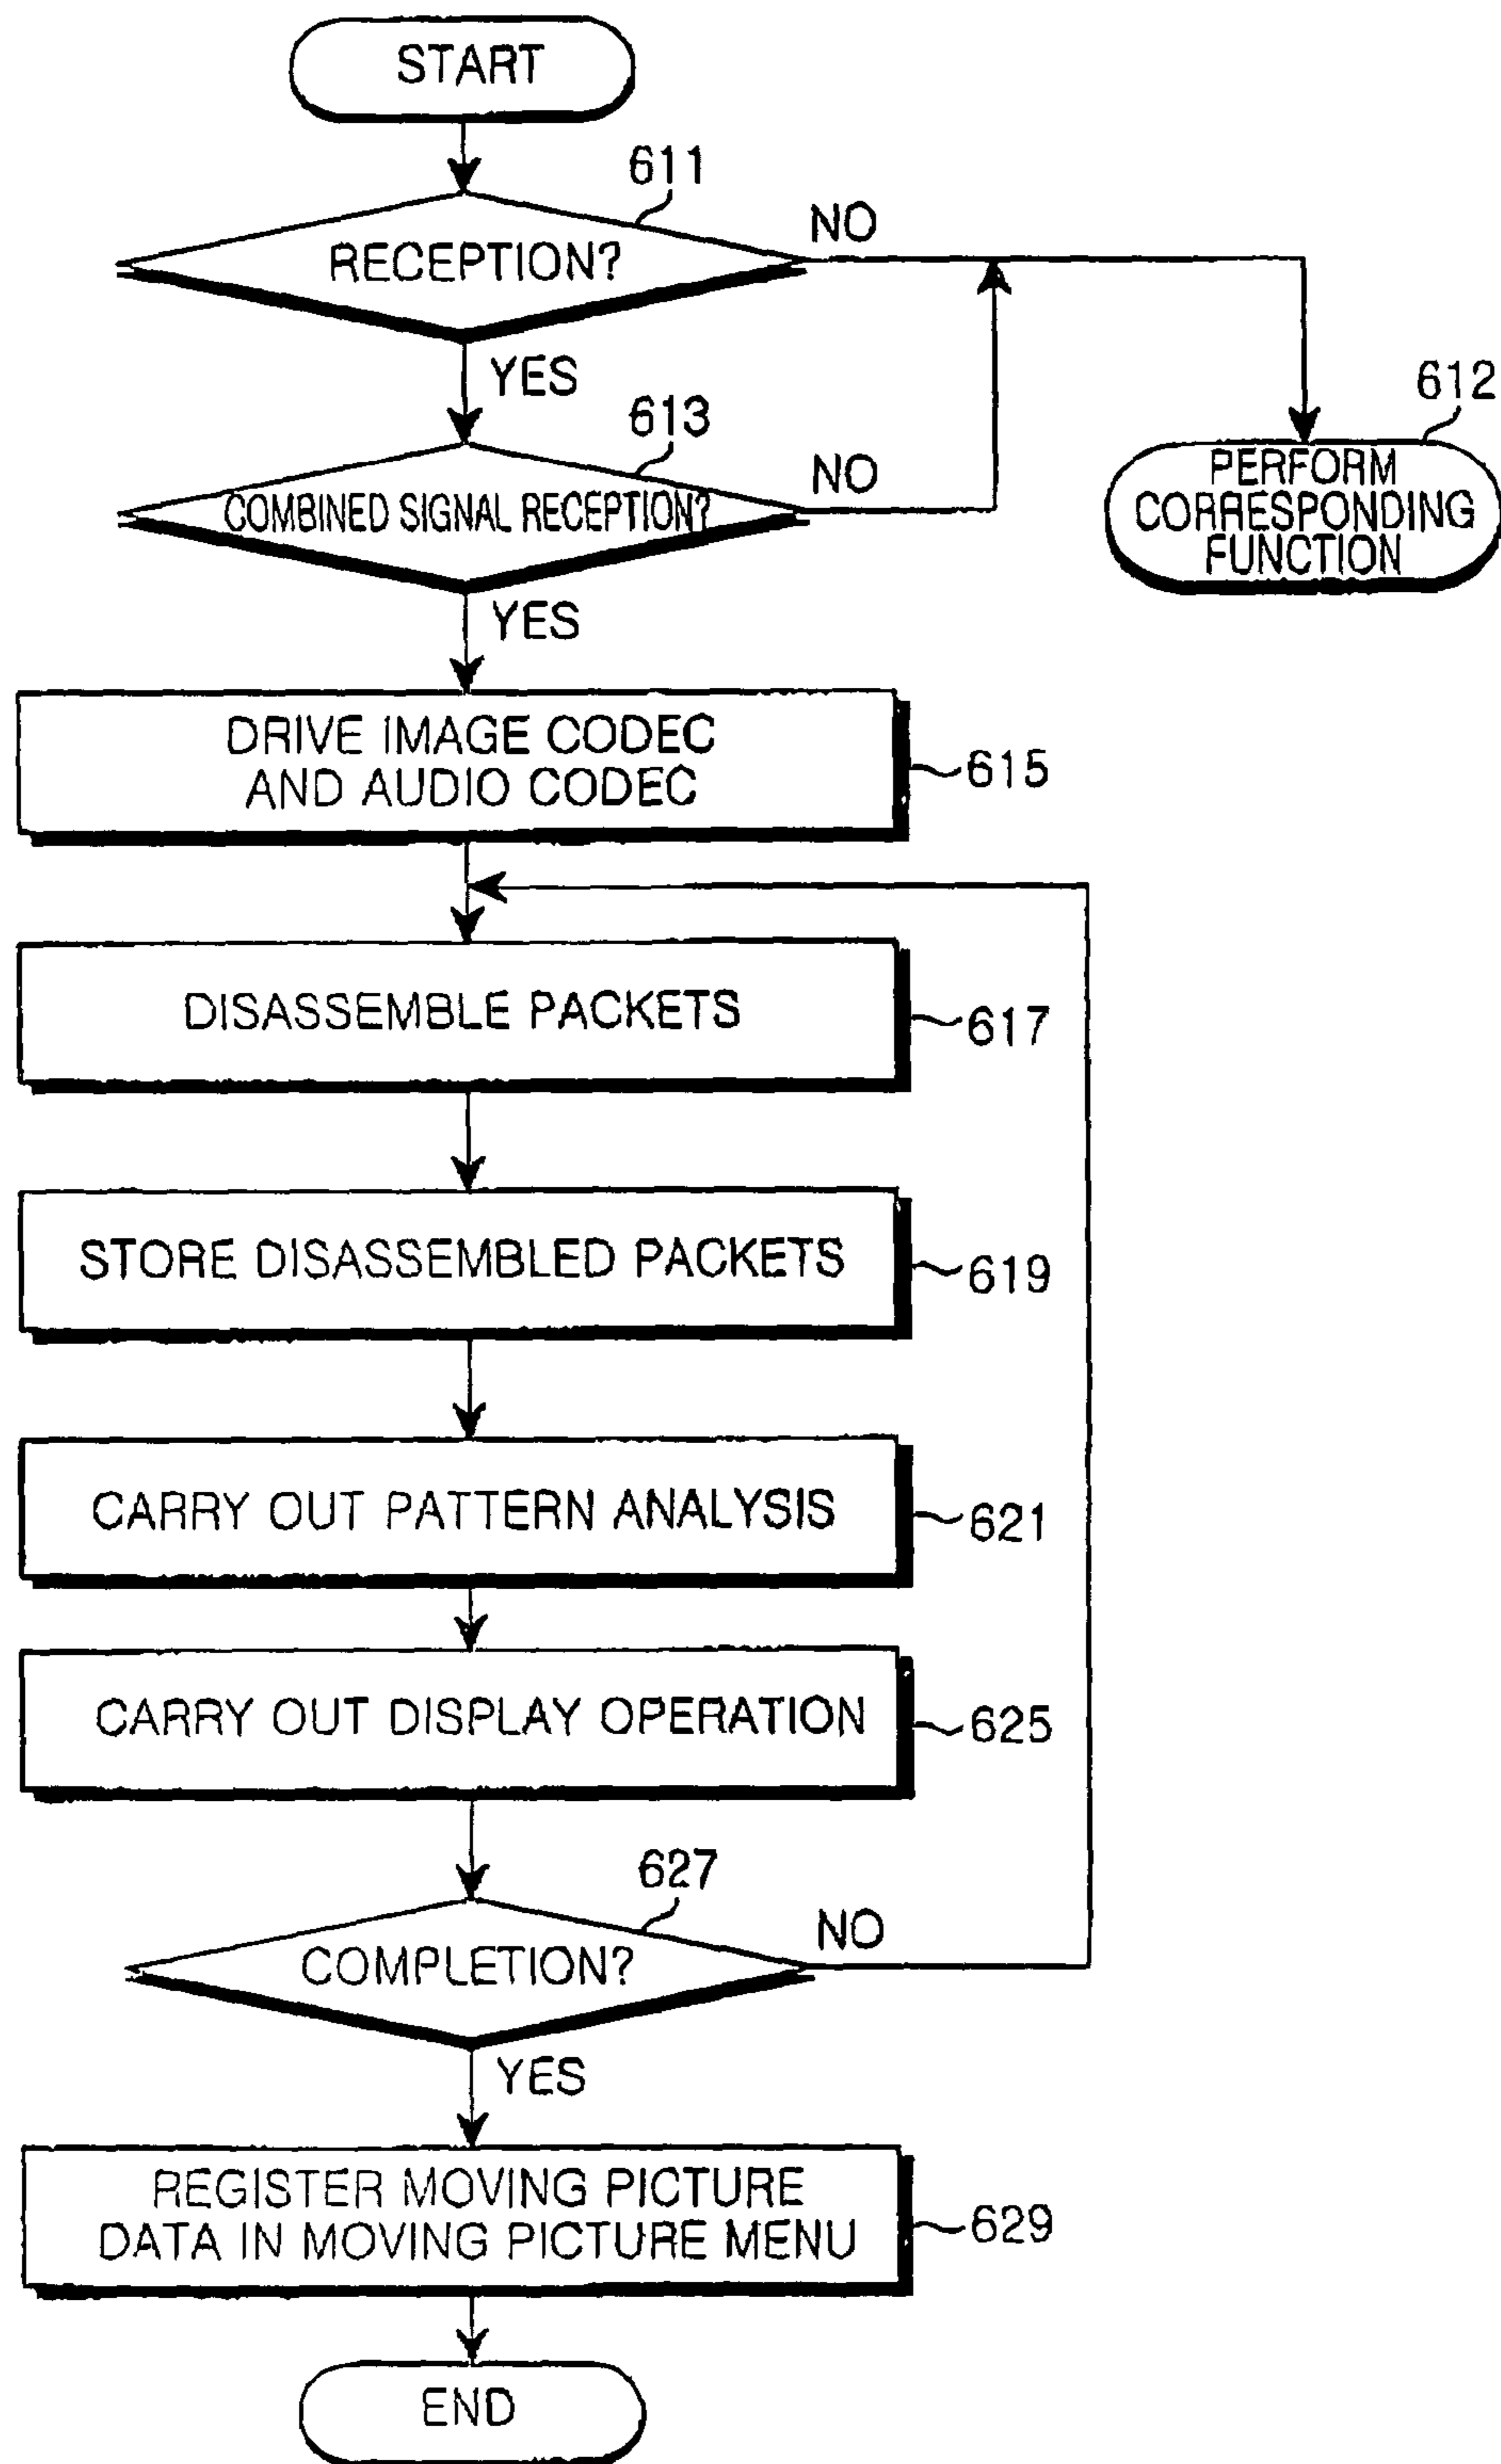 START
611
RECEPTION?
NO
YES
612
PERFORM
CORRESPONDING
FUNCTION
613
COMBINED SIGNAL RECEPTION?
NO
YES
DRIVE IMAGE CODEC
AND AUDIO CODEC
615
DISASSEMBLE PACKETS
617
STORE DISASSEMBLED PACKETS
619
CARRY OUT PATTERN ANALYSIS
621
CARRY OUT DISPLAY OPERATION
625
627
COMPLETION?
NO
YES
REGISTER MOVING PICTURE
DATA IN MOVING PICTURE MENU
629
END